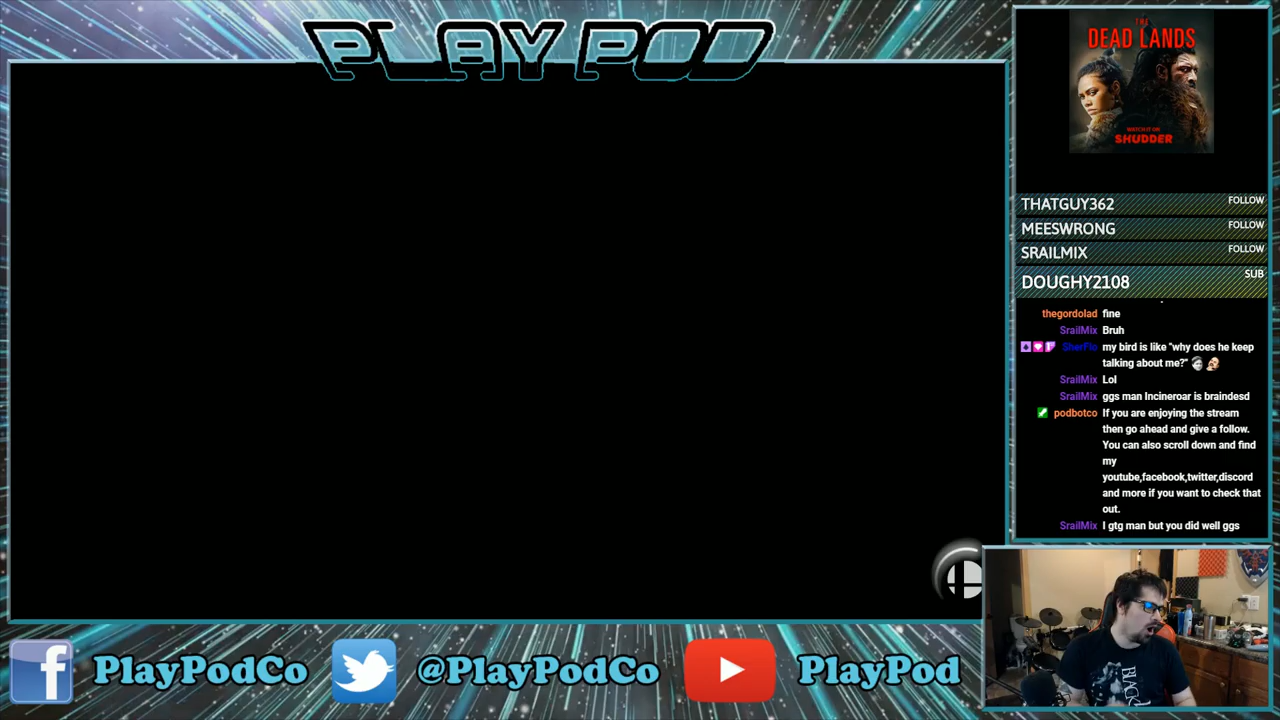 PLAY POD
THE
DEAD LANDS
WATCH IT ON
SHUDDER
THATGUY362 FOLLOW
MEESWRONG FOLLOW
SRAILMIX FOLLOW
DOUGHY2108 SUB
thegordolad fine
SrailMix Bruh
SherFlo my bird is like "why does he keep
talking about me?"
SrailMix Lol
SrailMix ggs man Incineroar is braindesd
podbotco If you are enjoying the stream
then go ahead and give a follow.
You can also scroll down and find
my
youtube,facebook,twitter,discord
and more if you want to check that
out.
SrailMix I gtg man but you did well ggs
f PlayPodCo @PlayPodCo PlayPod